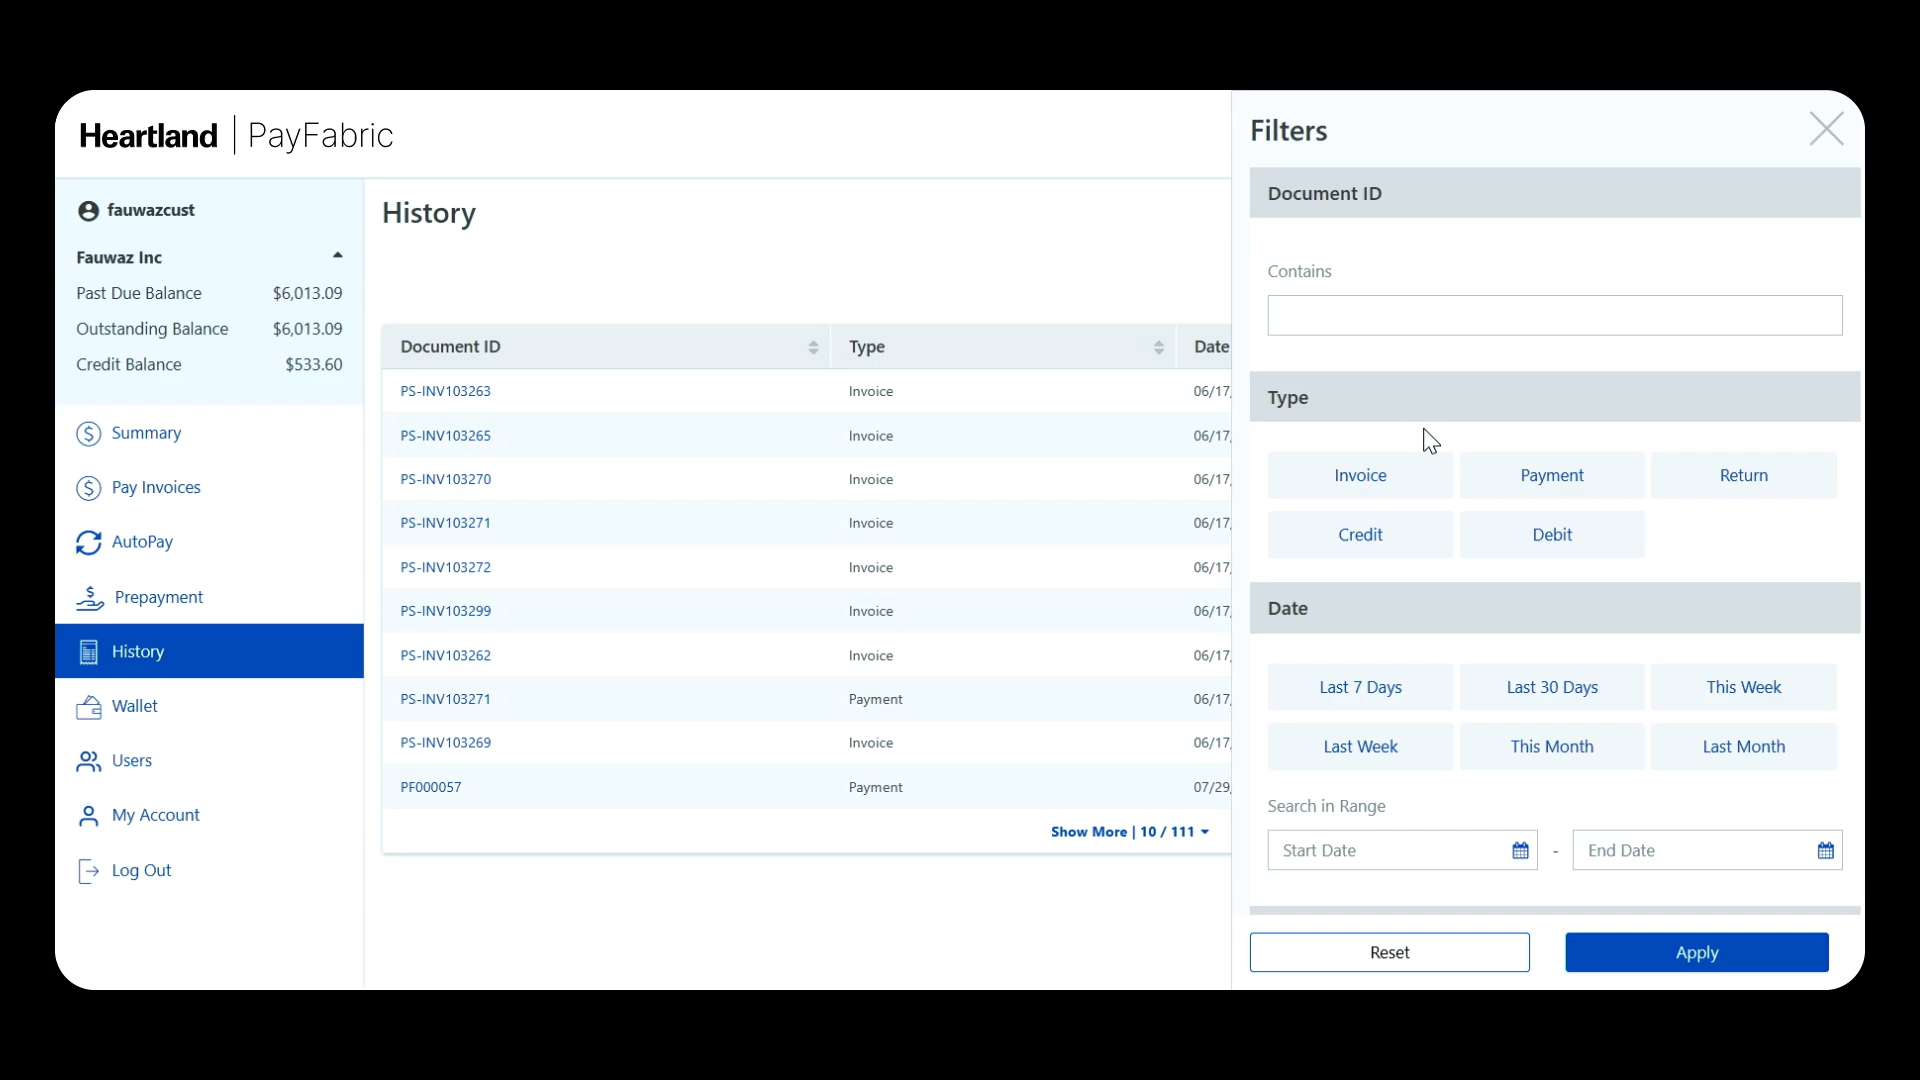 Heartland | PayFabric
fauwazcust
Fauwaz Inc
Past Due Balance $6,013.09
Outstanding Balance $6,013.09
Credit Balance $533.60
Summary
Pay Invoices
AutoPay
Prepayment
History
Wallet
Users
My Account
Log Out
History
Document ID Type Date
PS-INV103263 Invoice 06/17/
PS-INV103265 Invoice 06/17/
PS-INV103270 Invoice 06/17/
PS-INV103271 Invoice 06/17/
PS-INV103272 Invoice 06/17/
PS-INV103299 Invoice 06/17/
PS-INV103262 Invoice 06/17/
PS-INV103271 Payment 06/17/
PS-INV103269 Invoice 06/17/
PF000057 Payment 07/29/
Show More | 10 / 111
Filters
Document ID
Contains
Type
Invoice Payment Return
Credit Debit
Date
Last 7 Days Last 30 Days This Week
Last Week This Month Last Month
Search in Range
Start Date - End Date
Reset Apply